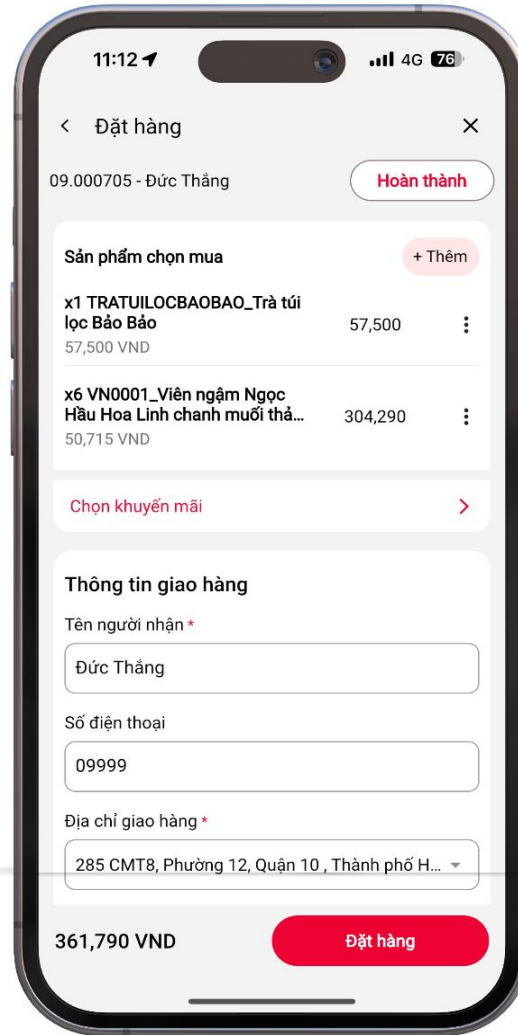 11:12
4G 76
Đặt hàng
09.000705 - Đức Thắng
Hoàn thành
Sản phẩm chọn mua
+ Thêm
x1 TRATUILOCBAOBAO_Trà túi
lọc Bảo Bảo
57,500
57,500 VND
x6 VN0001_Viên ngậm Ngọc
Hầu Hoa Linh chanh muối thả...
304,290
50,715 VND
Chọn khuyến mãi
Thông tin giao hàng
Tên người nhận *
Đức Thắng
Số điện thoại
09999
Địa chỉ giao hàng *
285 CMT8, Phường 12, Quận 10 , Thành phố H...
361,790 VND
Đặt hàng